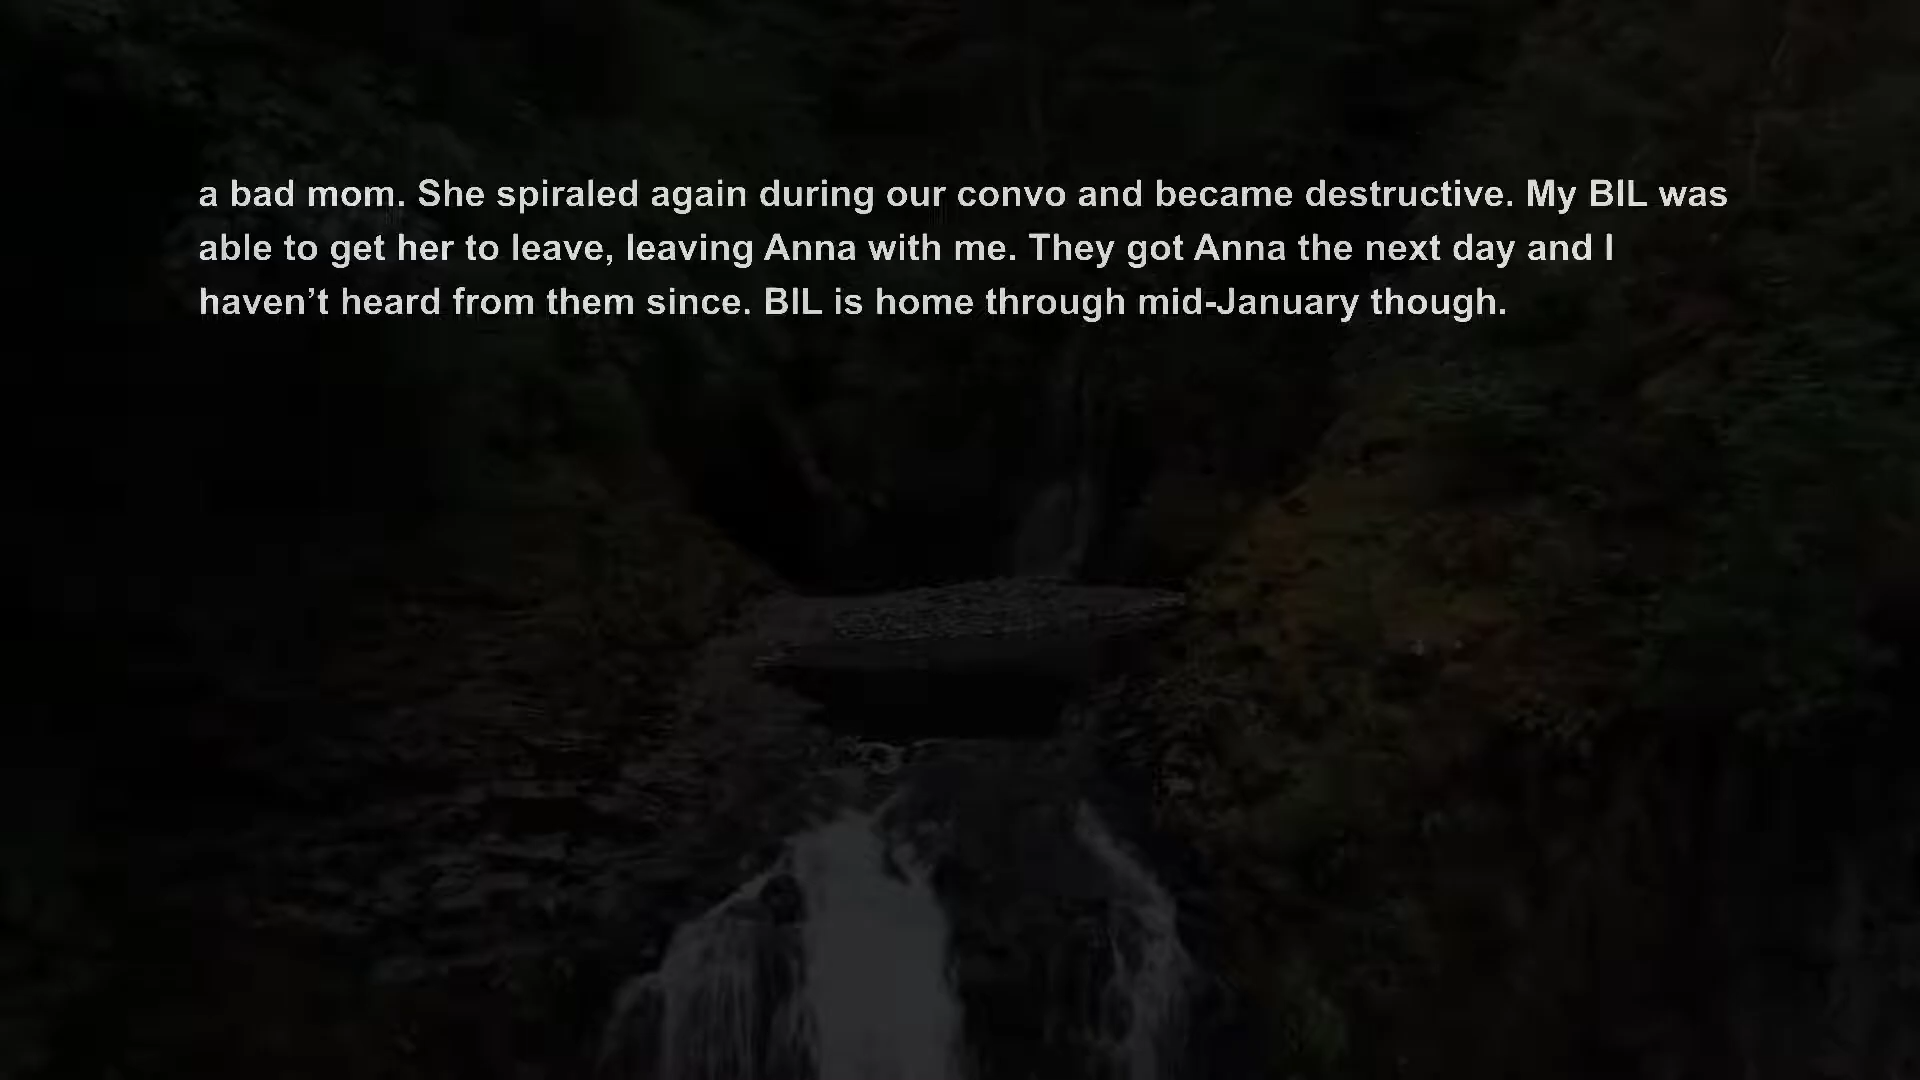 a bad mom. She spiraled again during our convo and became destructive. My BIL was
able to get her to leave, leaving Anna with me. They got Anna the next day and I
haven’t heard from them since. BIL is home through mid-January though.